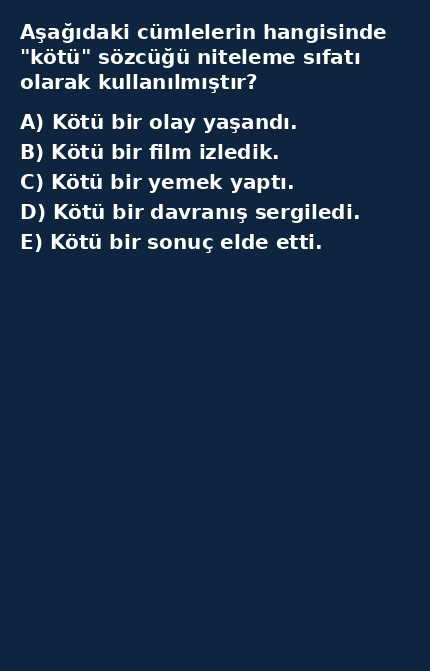 Aşağıdaki cümlelerin hangisinde
"kötü" sözcüğü niteleme sıfatı
olarak kullanılmıştır?
A) Kötü bir olay yaşandı.
B) Kötü bir film izledik.
C) Kötü bir yemek yaptı.
D) Kötü bir davranış sergiledi.
E) Kötü bir sonuç elde etti.